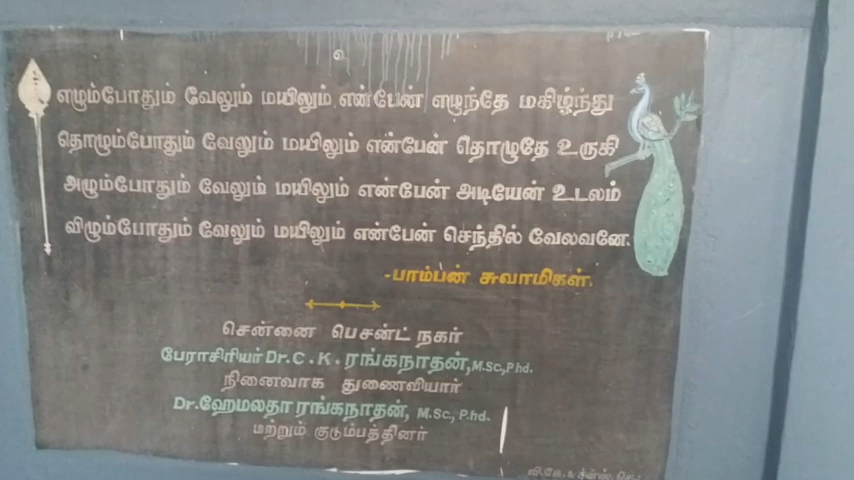 எழும்போதும் வேலும் மயிலும் என்பேன் எழுந்தே மகிழ்ந்து
தொழும்போதும் வேலும் மயிலும் என்பேன் தொழுதே உருகி
அழும்போதும் வேலும் மயிலும் என்பேன் அடியேன் உடலம்
விழும்போதும் வேலும் மயிலும் என்பேன் செந்தில் வேலவனே.
-பாம்பன் சுவாமிகள்.
சென்னை பெசன்ட் நகர்
பேராசிரியர் Dr.C.K.ரங்கநாதன், M.Sc.,Phd.
நினைவாக துணைவியார்
Dr.ஹேமலதா ரங்கநாதன், M.Sc., P.hd.
மற்றும் குடும்பத்தினர்